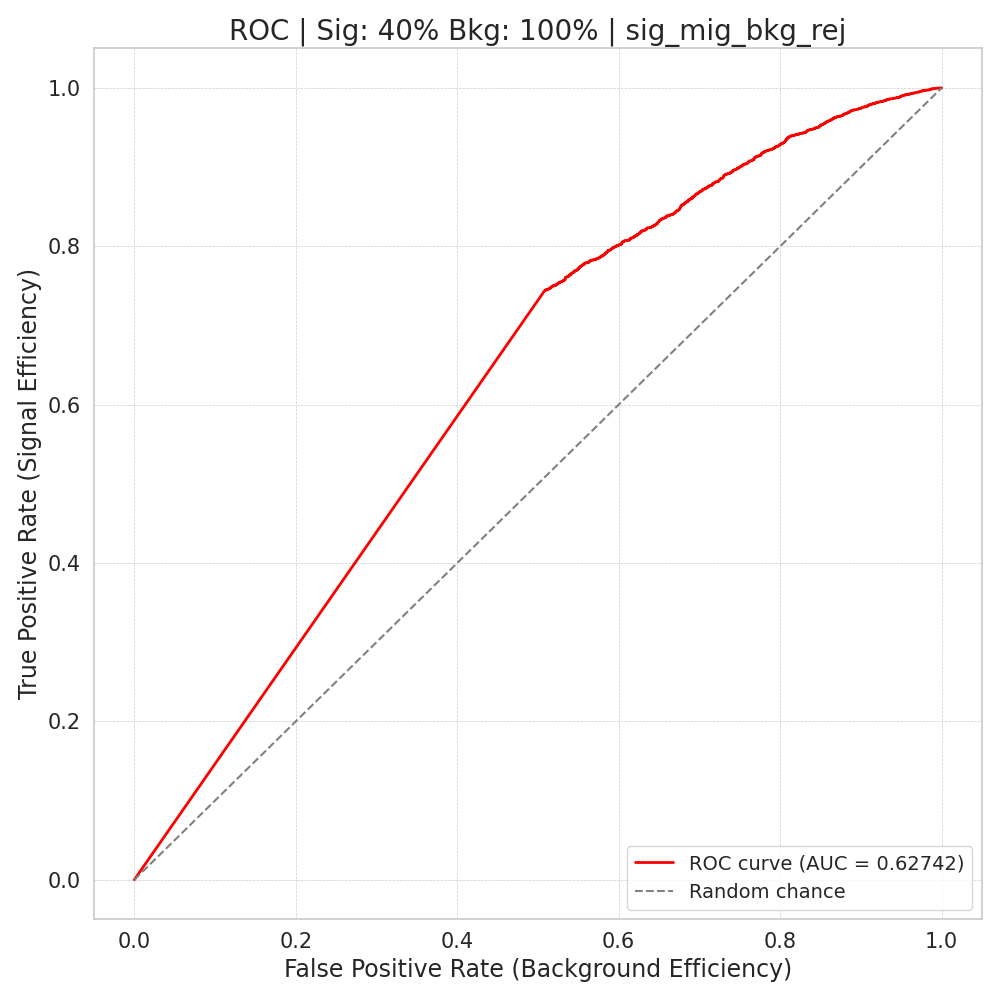 ROC | Sig: 40% Bkg: 100% | sig_mig_bkg_rej
True Positive Rate (Signal Efficiency)
1.0
0.8
0.6
0.4
0.2
0.0
0.0
0.2
0.4
0.6
0.8
1.0
False Positive Rate (Background Efficiency)
ROC curve (AUC = 0.62742)
Random chance